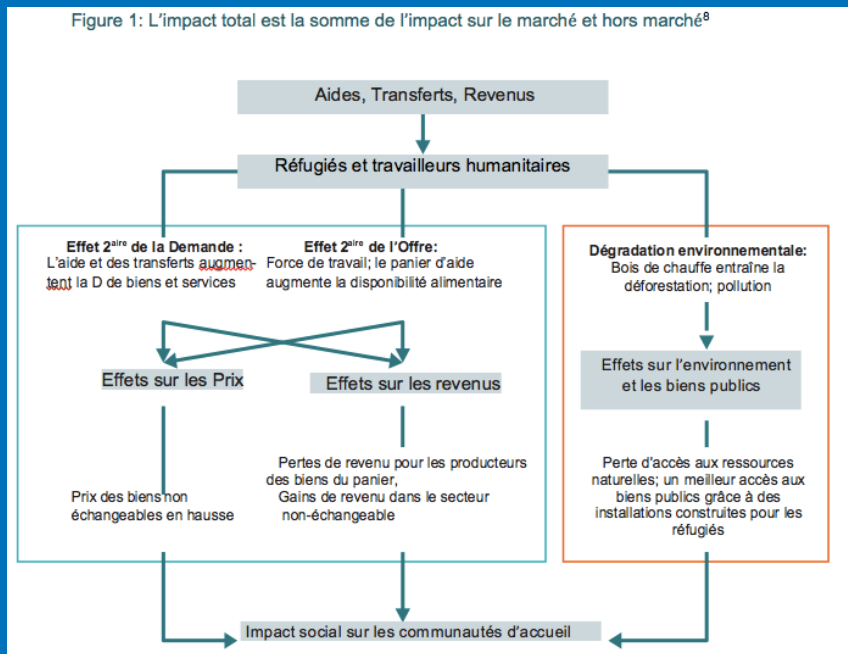 Figure 1: L'impact total est la somme de l'impact sur le marché et hors marché⁸
Aides, Transferts, Revenus
Réfugiés et travailleurs humanitaires
Effet 2aire de la Demande :
L'aide et des transferts augmen-
tent la D de biens et services
Effet 2aire de l'Offre:
Force de travail; le panier d'aide
augmente la disponibilité alimentaire
Dégradation environnementale:
Bois de chauffe entraîne la
déforestation; pollution
Effets sur les Prix
Effets sur les revenus
Effets sur l'environnement
et les biens publics
Prix des biens non
échangeables en hausse
Pertes de revenu pour les producteurs
des biens du panier,
Gains de revenu dans le secteur
non-échangeable
Perte d'accès aux ressources
naturelles; un meilleur accès aux
biens publics grâce à des
installations construites pour les
réfugiés
Impact social sur les communautés d'accueil